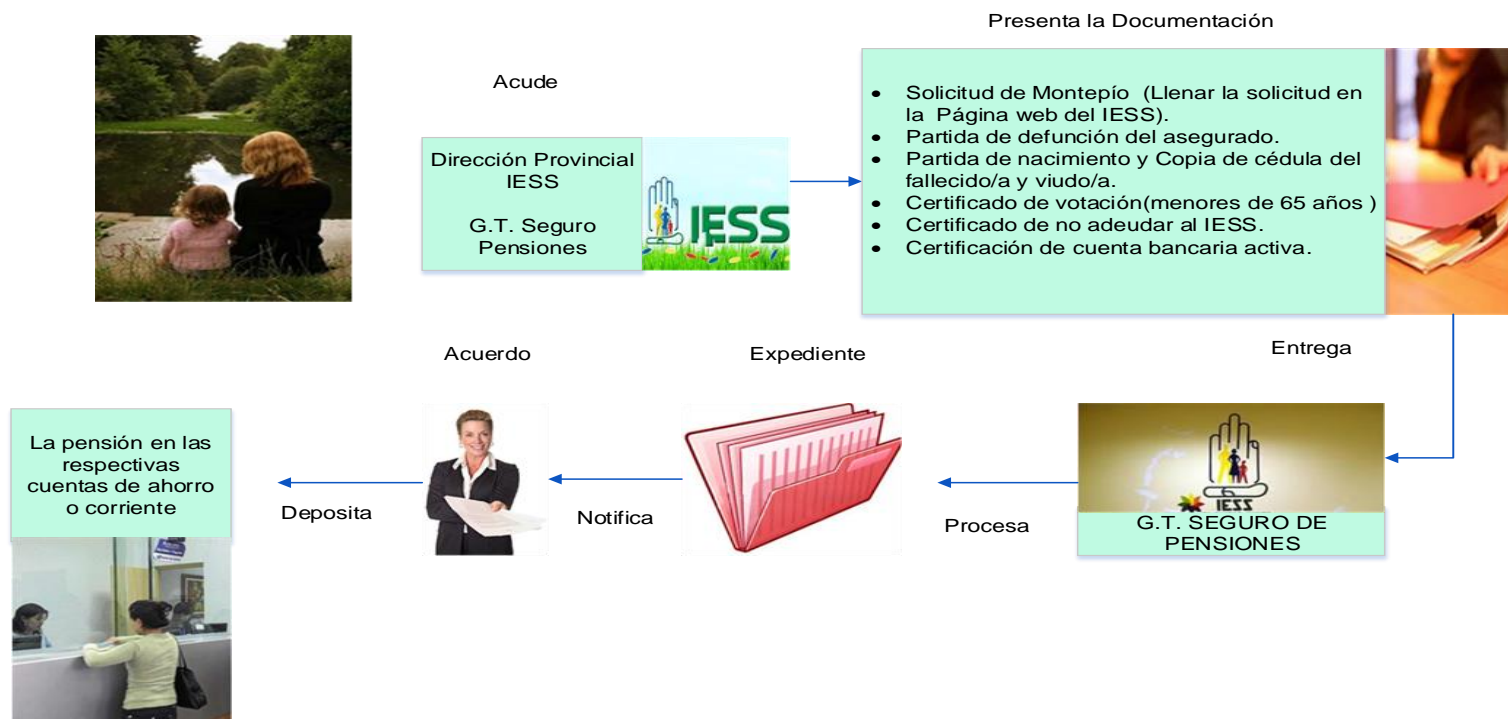 Presenta la Documentación
Acude
Dirección Provincial
IESS
G.T. Seguro
Pensiones
IESS
• Solicitud de Montepío (Llenar la solicitud en
la Página web del IESS).
• Partida de defunción del asegurado.
• Partida de nacimiento y Copia de cédula del
fallecido/a y viudo/a.
• Certificado de votación(menores de 65 años )
• Certificado de no adeudar al IESS.
• Certificación de cuenta bancaria activa.
Entrega
IESS
G.T. SEGURO DE
PENSIONES
Procesa
Expediente
Notifica
Acuerdo
Deposita
La pensión en las
respectivas
cuentas de ahorro
o corriente